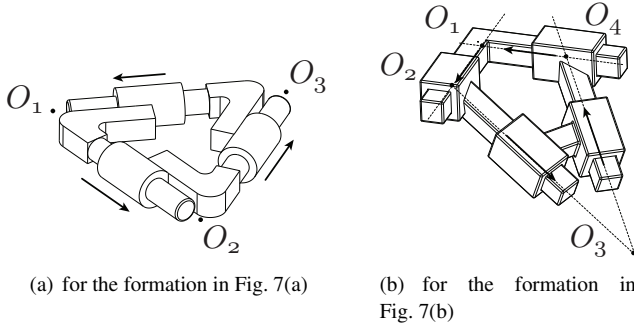 O1
O4
O2
O3
O1
O2
O3
(a) for the formation in Fig. 7(a)
(b) for the formation in
Fig. 7(b)